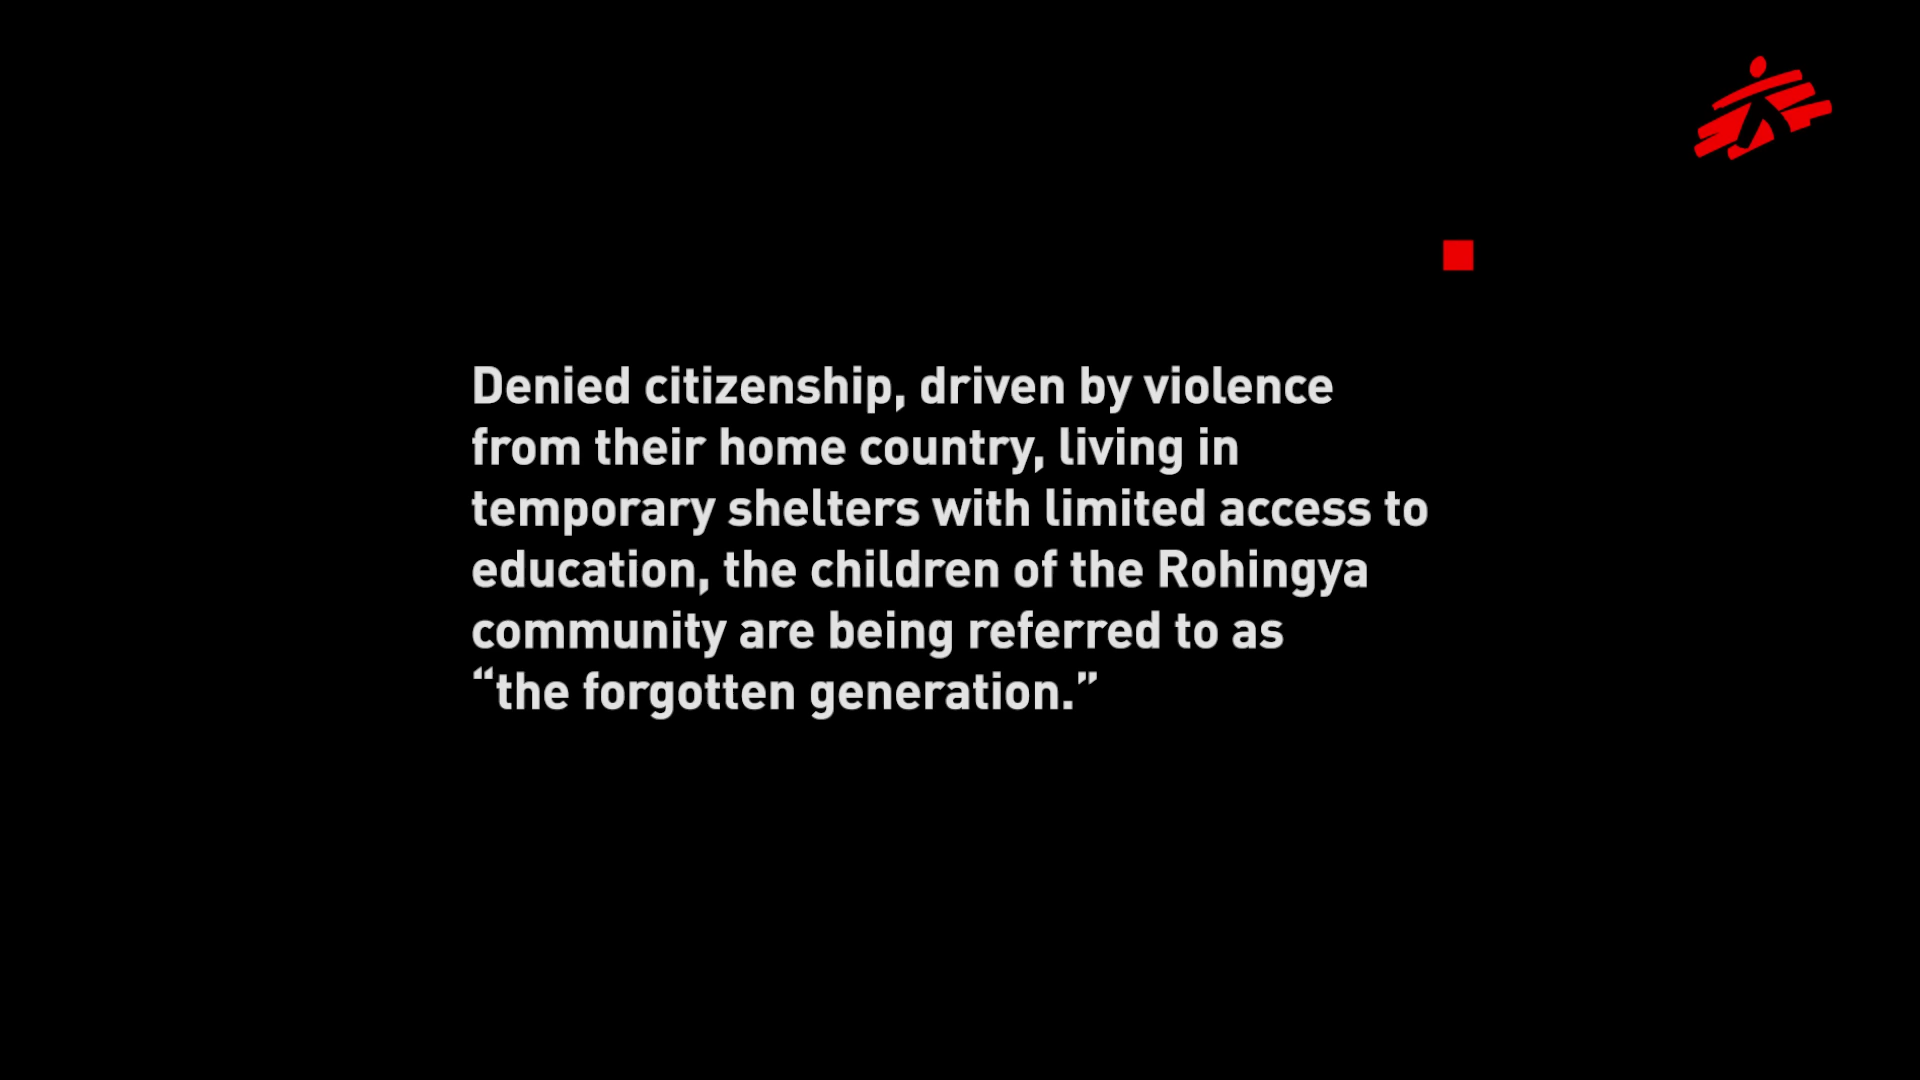 Denied citizenship, driven by violence
from their home country, living in
temporary shelters with limited access to
education, the children of the Rohingya
community are being referred to as
“the forgotten generation.”